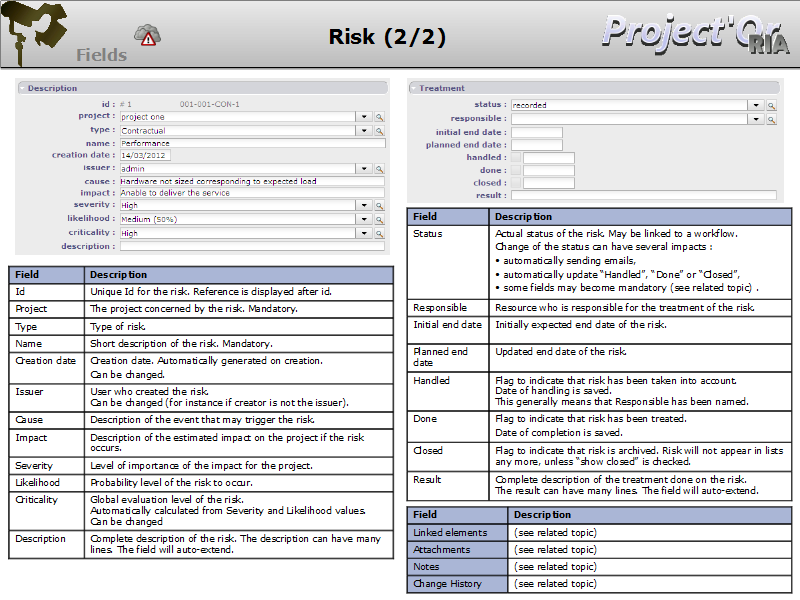 Risk (2/2)
Fields
Project'Or
RIA
Description
id : # 1 001-001-CON-1
project : project one
type : Contractual
name : Performance
creation date : 14/03/2012
issuer : admin
cause : Hardware not sized corresponding to expected load
impact : Anable to deliver the service
severity : High
likelihood : Medium (50%)
criticality : High
description :
Field Description
Id Unique Id for the risk. Reference is displayed after id.
Project The project concerned by the risk. Mandatory.
Type Type of risk.
Name Short description of the risk. Mandatory.
Creation date Creation date. Automatically generated on creation.
Can be changed.
Issuer User who created the risk.
Can be changed (for instance if creator is not the issuer).
Cause Description of the event that may trigger the risk.
Impact Description of the estimated impact on the project if the risk
occurs.
Severity Level of importance of the impact for the project.
Likelihood Probability level of the risk to occur.
Criticality Global evaluation level of the risk.
Automatically calculated from Severity and Likelihood values.
Can be changed
Description Complete description of the risk. The description can have many
lines. The field will auto-extend.
Treatment
status : recorded
responsible :
initial end date :
planned end date :
handled :
done :
closed :
result :
Field Description
Status Actual status of the risk. May be linked to a workflow.
Change of the status can have several impacts :
• automatically sending emails,
• automatically update “Handled”, “Done” or “Closed”,
• some fields may become mandatory (see related topic) .
Responsible Resource who is responsible for the treatment of the risk.
Initial end date Initially expected end date of the risk.
Planned end Updated end date of the risk.
date
Handled Flag to indicate that risk has been taken into account.
Date of handling is saved.
This generally means that Responsible has been named.
Done Flag to indicate that risk has been treated.
Date of completion is saved.
Closed Flag to indicate that risk is archived. Risk will not appear in lists
any more, unless “show closed” is checked.
Result Complete description of the treatment done on the risk.
The result can have many lines. The field will auto-extend.
Field Description
Linked elements (see related topic)
Attachments (see related topic)
Notes (see related topic)
Change History (see related topic)